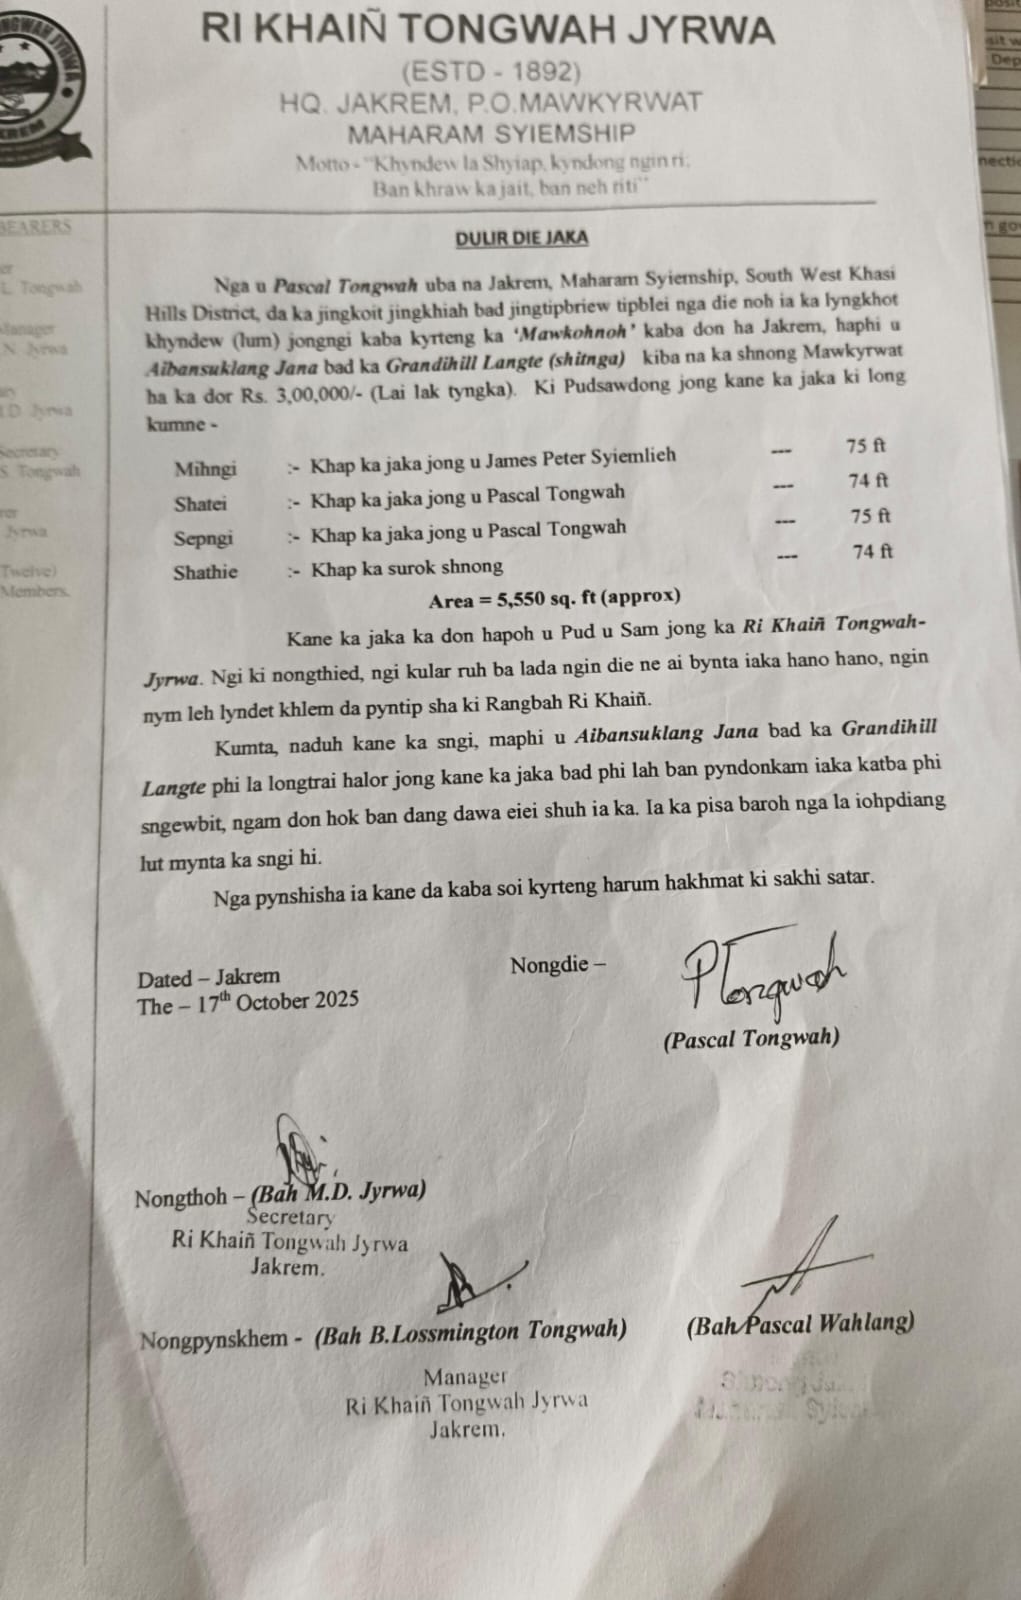 RI KHAIÑ TONGWAH JYRWA
(ESTD - 1892)
HQ. JAKREM, P.O.MAWKYRWAT
MAHARAM SYIEMSHIP
Motto - "Khyndew la Shyiap, kyndong ngin ri;
Ban khraw ka jait, ban neh riti"
BEARERS
L. Tongwah
Manager
N. Jyrwa
I.D. Jyrwa
Secretary
S. Tongwah
Jyrwa
Twelve)
Members.
DULIR DIE JAKA
Nga u Pascal Tongwah uba na Jakrem, Maharam Syiemship, South West Khasi
Hills District, da ka jingkoit jingkhiah bad jingtipbriew tipblei nga die noh ia ka lyngkhot
khyndew (lum) jongngi kaba kyrteng ka 'Mawkohnoh' kaba don ha Jakrem, haphi u
Aibansuklang Jana bad ka Grandihill Langte (shitnga) kiba na ka shnong Mawkyrwat
ha ka dor Rs. 3,00,000/- (Lai lak tyngka). Ki Pudsawdong jong kane ka jaka ki long
kumne -
Mihngi :- Khap ka jaka jong u James Peter Syiemlieh --- 75 ft
Shatei :- Khap ka jaka jong u Pascal Tongwah --- 74 ft
Sepngi :- Khap ka jaka jong u Pascal Tongwah --- 75 ft
Shathie :- Khap ka surok shnong --- 74 ft
Area = 5,550 sq. ft (approx)
Kane ka jaka ka don hapoh u Pud u Sam jong ka Ri Khaiñ Tongwah-
Jyrwa. Ngi ki nongthied, ngi kular ruh ba lada ngin die ne ai bynta iaka hano hano, ngin
nym leh lyndet khlem da pyntip sha ki Rangbah Ri Khaiñ.
Kumta, naduh kane ka sngi, maphi u Aibansuklang Jana bad ka Grandihill
Langte phi la longtrai halor jong kane ka jaka bad phi lah ban pyndonkam iaka katba phi
sngewbit, ngam don hok ban dang dawa eiei shuh ia ka. Ia ka pisa baroh nga la iohpdiang
lut mynta ka sngi hi.
Nga pynshisha ia kane da kaba soi kyrteng harum hakhmat ki sakhi satar.
Dated – Jakrem
The – 17th October 2025
Nongdie – PTongwah
(Pascal Tongwah)
Nongthoh – (Bah M.D. Jyrwa)
Secretary
Ri Khaiñ Tongwah Jyrwa
Jakrem.
Nongpynskhem - (Bah B.Lossmington Tongwah)
(Bah Pascal Wahlang)
Manager
Ri Khaiñ Tongwah Jyrwa
Jakrem.